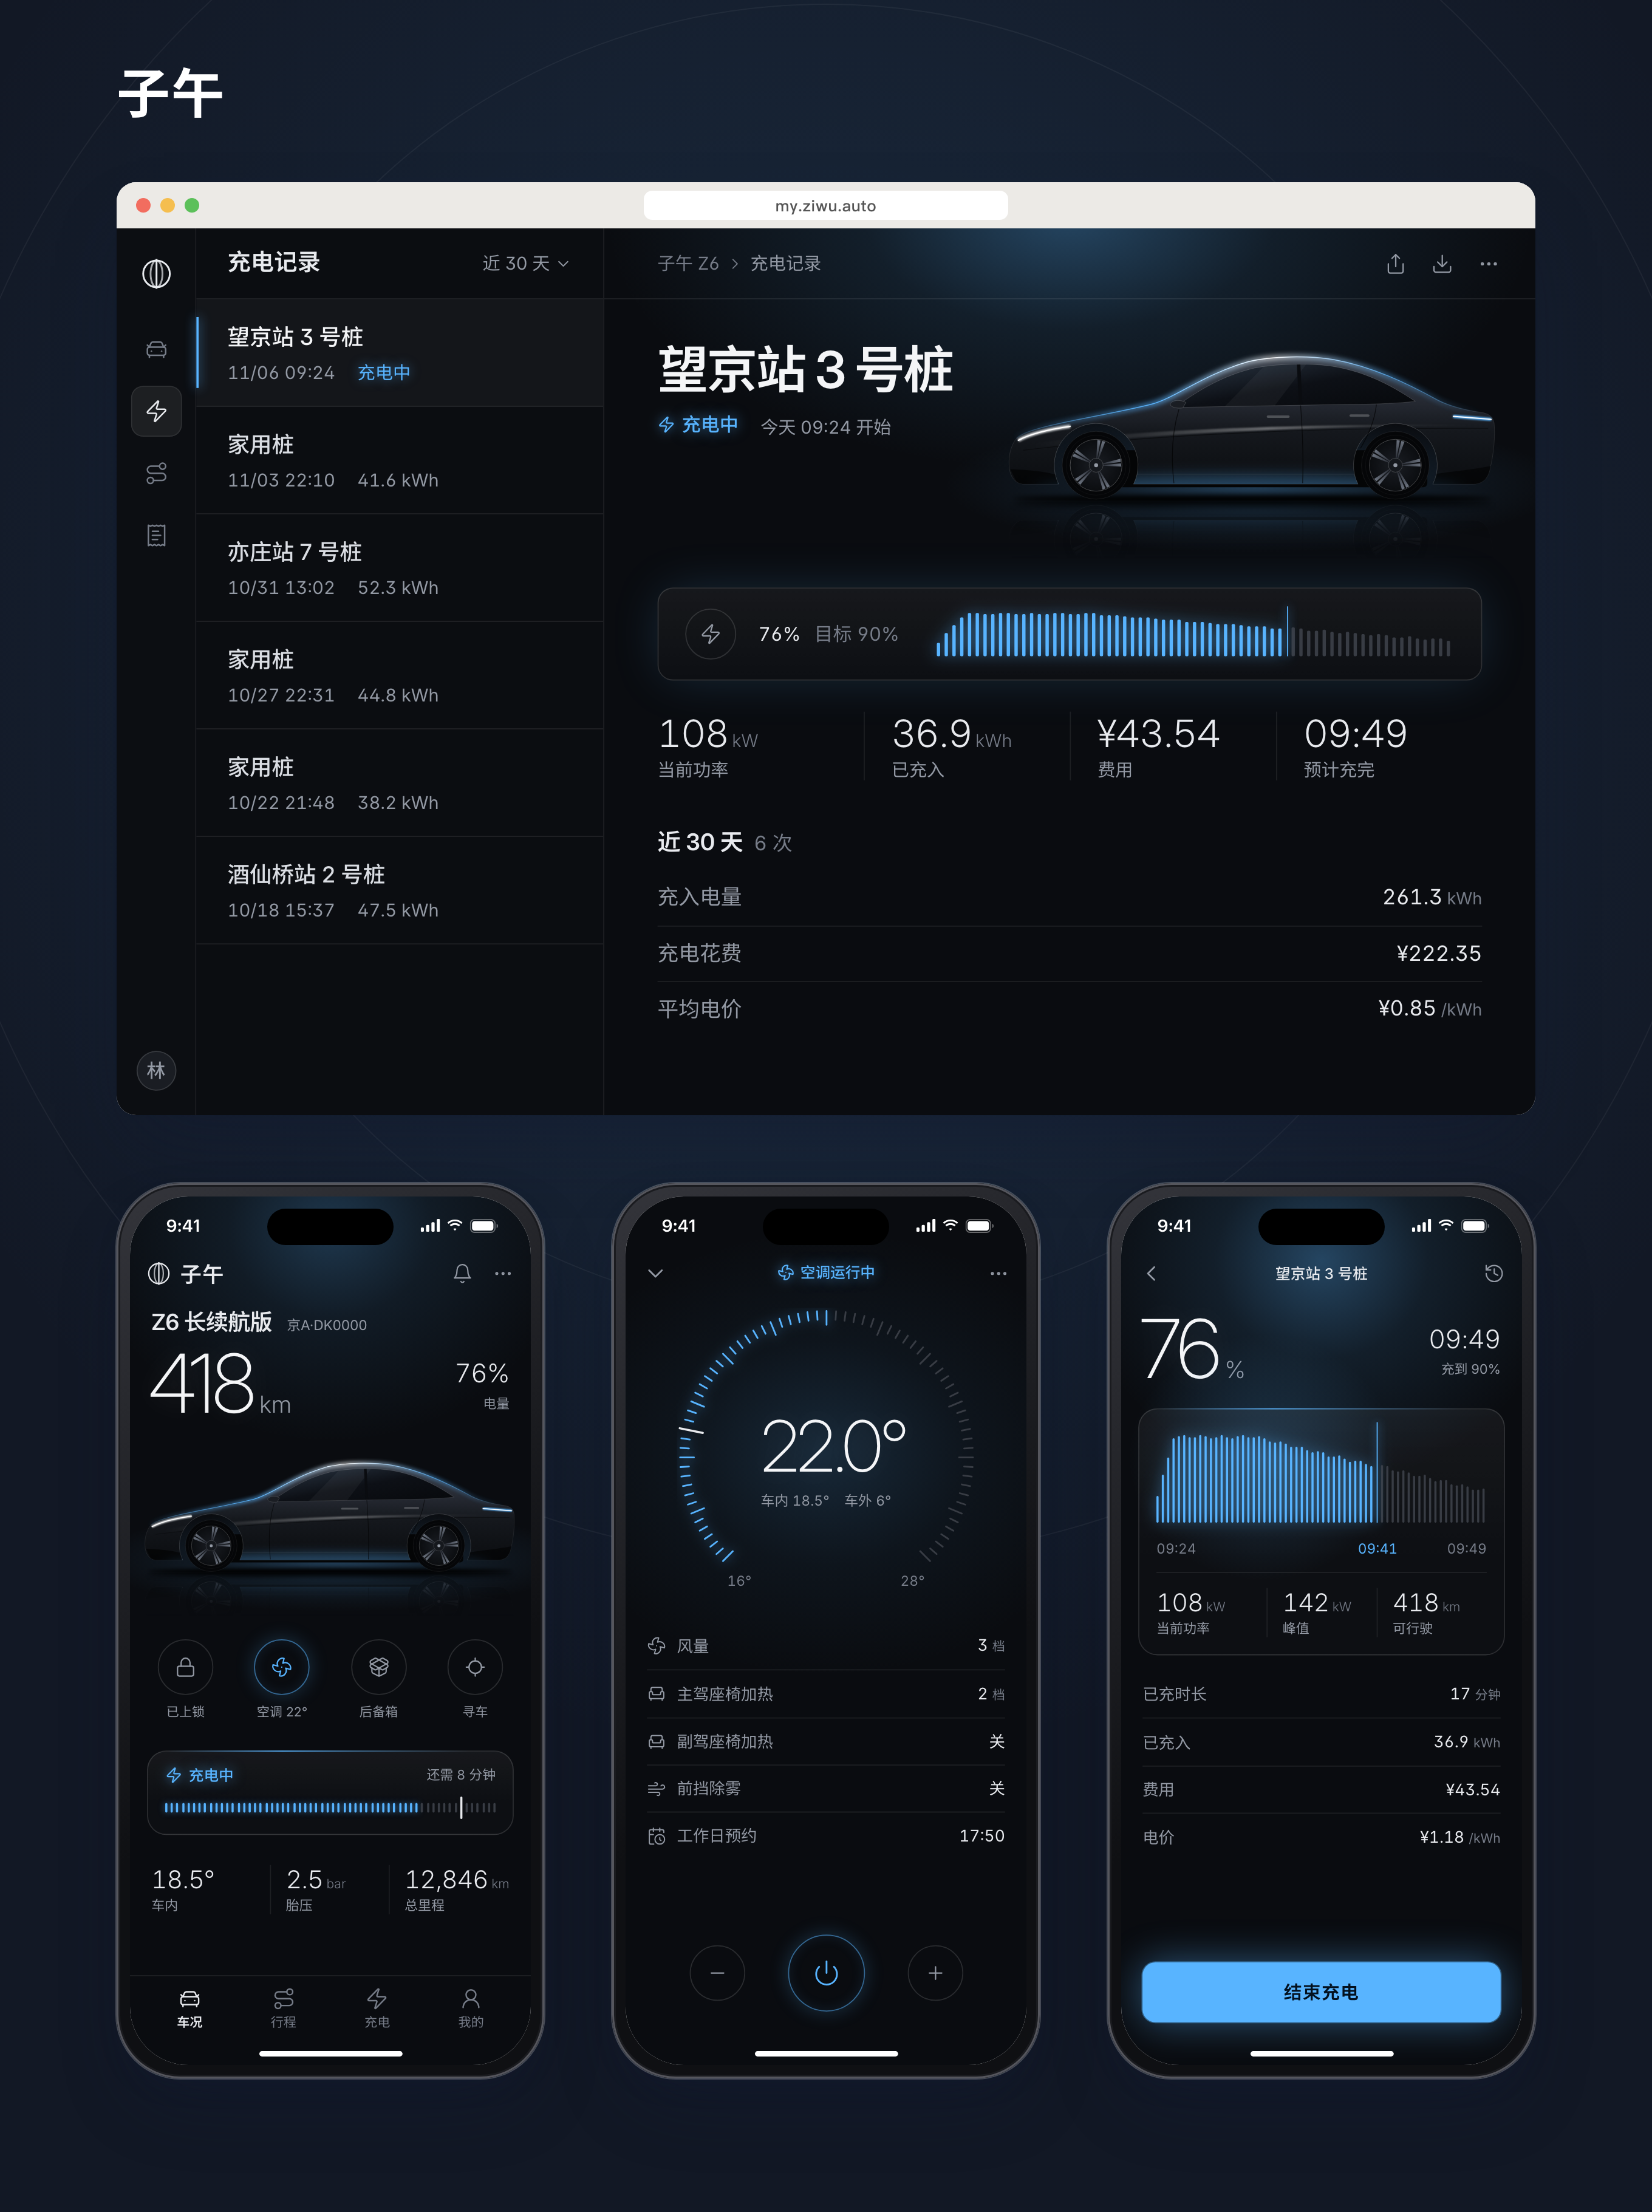 子午
my.ziwu.auto
充电记录
近 30 天
望京站 3 号桩
11/06 09:24 充电中
家用桩
11/03 22:10 41.6 kWh
亦庄站 7 号桩
10/31 13:02 52.3 kWh
家用桩
10/27 22:31 44.8 kWh
家用桩
10/22 21:48 38.2 kWh
酒仙桥站 2 号桩
10/18 15:37 47.5 kWh
林
子午 Z6 > 充电记录
望京站 3 号桩
充电中 今天 09:24 开始
76% 目标 90%
108 kW
当前功率
36.9 kWh
已充入
¥43.54
费用
09:49
预计充完
近 30 天 6 次
充入电量 261.3 kWh
充电花费 ¥222.35
平均电价 ¥0.85 /kWh
9:41
子午
Z6 长续航版 京A·DK0000
418 km
76%
电量
已上锁
空调 22°
后备箱
寻车
充电中 还需 8 分钟
18.5°
车内
2.5 bar
胎压
12,846 km
总里程
车况
行程
充电
我的
9:41
空调运行中
22.0°
车内 18.5° 车外 6°
16° 28°
风量 3 档
主驾座椅加热 2 档
副驾座椅加热 关
前挡除雾 关
工作日预约 17:50
9:41
望京站 3 号桩
76 %
09:49
充到 90%
09:24 09:41 09:49
108 kW
当前功率
142 kW
峰值
418 km
可行驶
已充时长 17 分钟
已充入 36.9 kWh
费用 ¥43.54
电价 ¥1.18 /kWh
结束充电